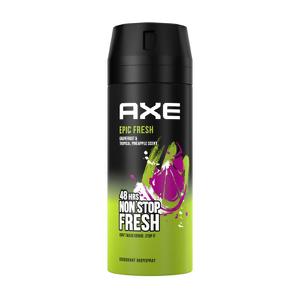 AXE
EPIC FRESH
GRAPEFRUIT &
TROPICAL PINEAPPLE SCENT
48 HRS
NON STOP
FRESH
DEODORANT BODYSPRAY